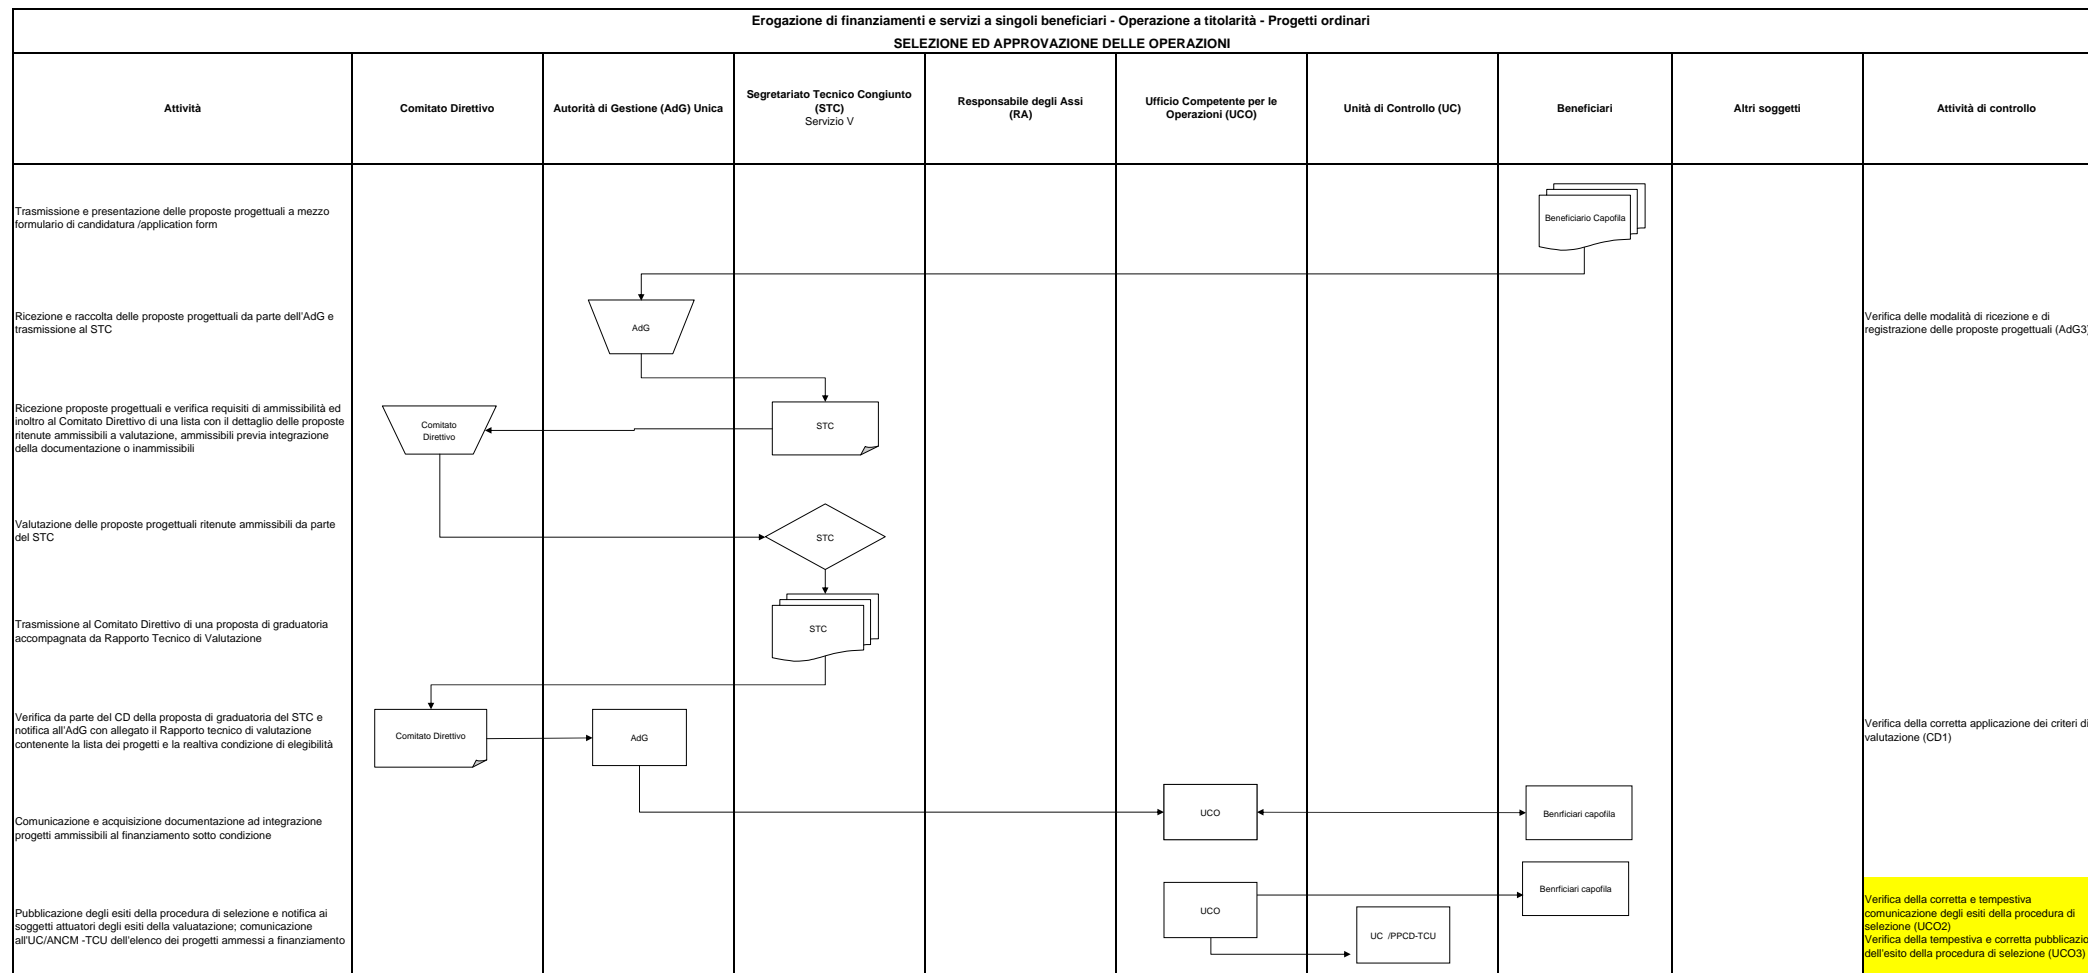 Erogazione di finanziamenti e servizi a singoli beneficiari - Operazione a titolarità - Progetti ordinari
SELEZIONE ED APPROVAZIONE DELLE OPERAZIONI
Attività
Comitato Direttivo
Autorità di Gestione (AdG) Unica
Segretariato Tecnico Congiunto
(STC)
Servizio V
Responsabile degli Assi
(RA)
Ufficio Competente per le
Operazioni (UCO)
Unità di Controllo (UC)
Beneficiari
Altri soggetti
Attività di controllo
Trasmissione e presentazione delle proposte progettuali a mezzo
formulario di candidatura /application form
Beneficiario Capofila
Ricezione e raccolta delle proposte progettuali da parte dell'AdG e
trasmissione al STC
AdG
Verifica delle modalità di ricezione e di
registrazione delle proposte progettuali (AdG3)
Ricezione proposte progettuali e verifica requisiti di ammissibilità ed
inoltro al Comitato Direttivo di una lista con il dettaglio delle proposte
ritenute ammissibili a valutazione, ammissibili previa integrazione
della documentazione o inammissibili
Comitato
Direttivo
STC
Valutazione delle proposte progettuali ritenute ammissibili da parte
del STC
STC
Trasmissione al Comitato Direttivo di una proposta di graduatoria
accompagnata da Rapporto Tecnico di Valutazione
STC
Verifica da parte del CD della proposta di graduatoria del STC e
notifica all'AdG con allegato il Rapporto tecnico di valutazione
contenente la lista dei progetti e la realtiva condizione di elegibilità
Comitato Direttivo
AdG
Verifica della corretta applicazione dei criteri di
valutazione (CD1)
Comunicazione e acquisizione documentazione ad integrazione
progetti ammissibili al finanziamento sotto condizione
UCO
Benrficiari capofila
Pubblicazione degli esiti della procedura di selezione e notifica ai
soggetti attuatori degli esiti della valuatazione; comunicazione
all'UC/ANCM -TCU dell'elenco dei progetti ammessi a finanziamento
UCO
Benrficiari capofila
UC /PPCD-TCU
Verifica della corretta e tempestiva
comunicazione degli esiti della procedura di
selezione (UCO2)
Verifica della tempestiva e corretta pubblicazio
dell'esito della procedura di selezione (UCO3)